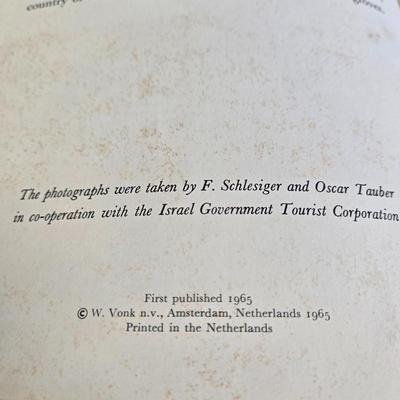 country
The photographs were taken by F. Schlesiger and Oscar Tauber
in co-operation with the Israel Government Tourist Corporation
First published 1965
© W. Vonk n.v., Amsterdam, Netherlands 1965
Printed in the Netherlands